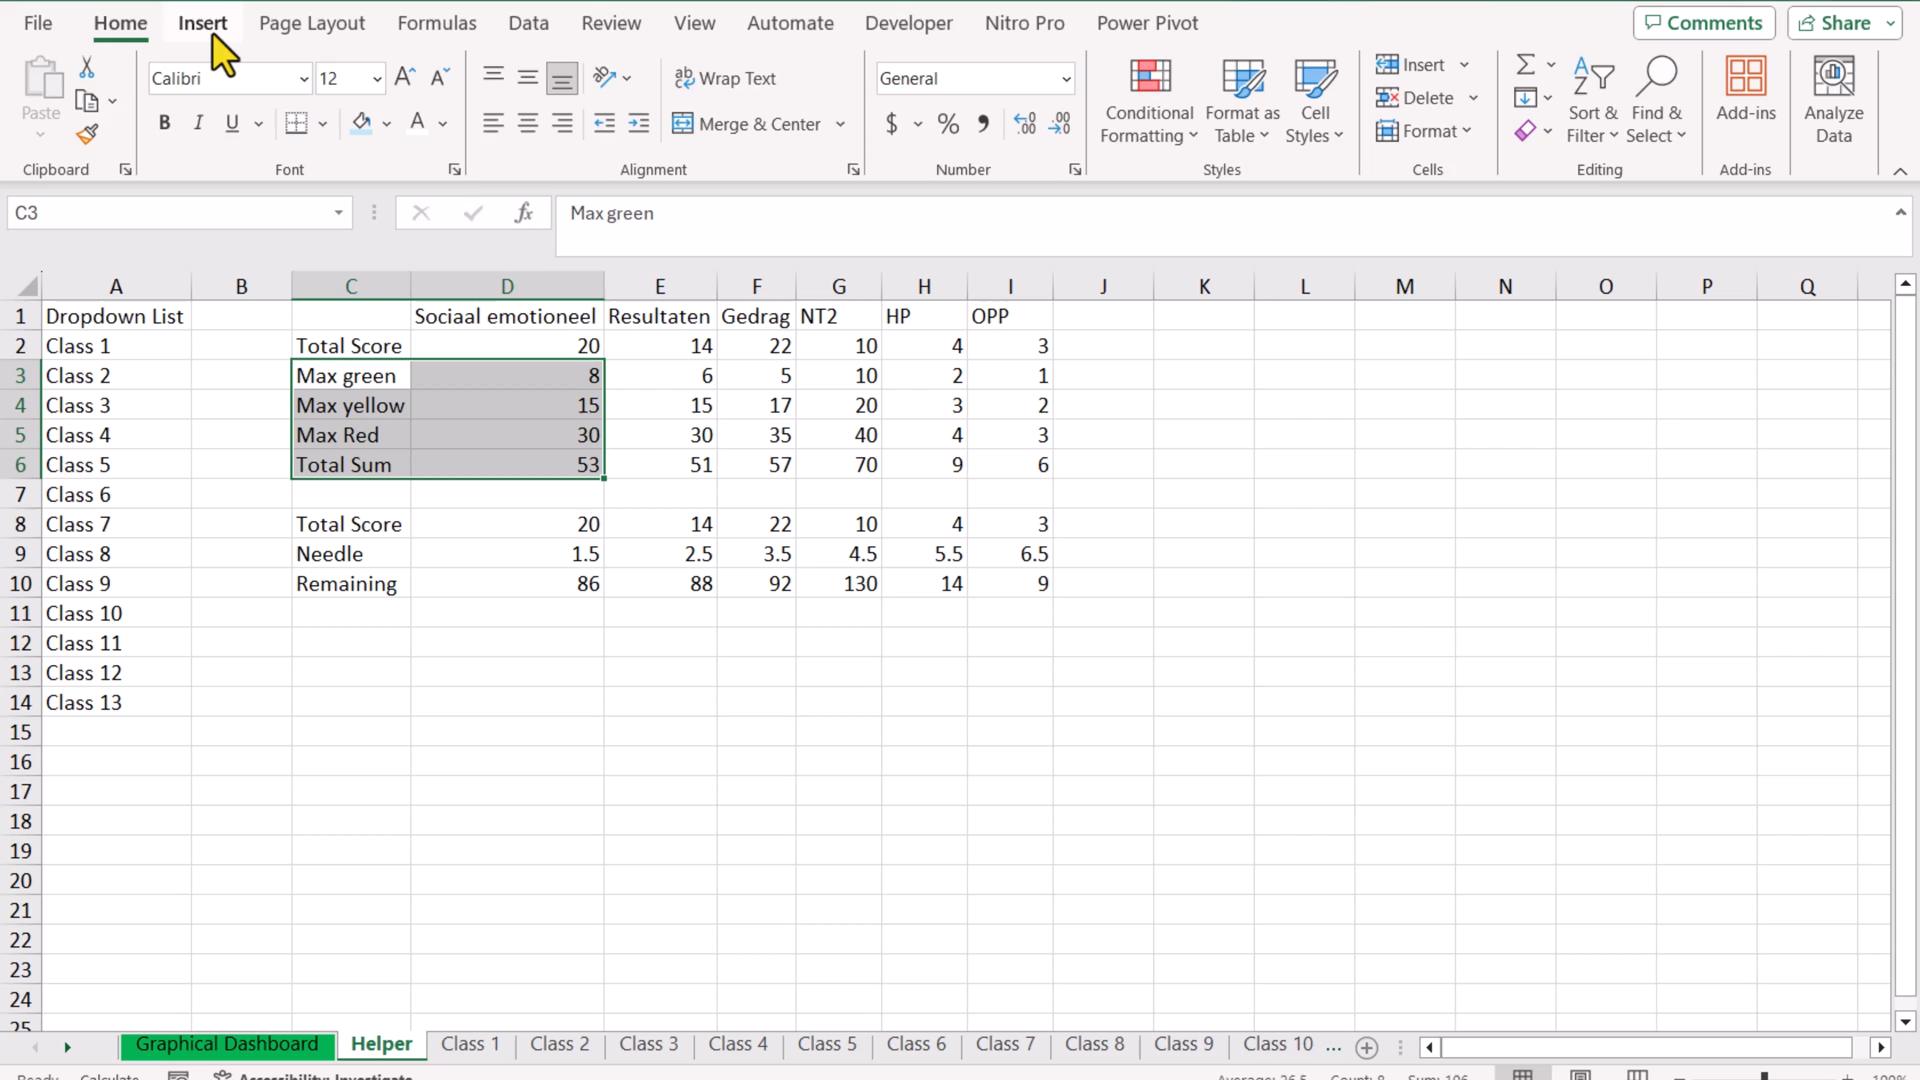 File Home Insert Page Layout Formulas Data Review View Automate Developer Nitro Pro Power Pivot Comments Share
Paste Calibri 12 Wrap Text General Conditional Formatting Format as Table Cell Styles Insert Delete Format Sort & Filter Find & Select Add-ins Analyze Data
B I U A Merge & Center $ % 9
Clipboard Font Alignment Number Styles Cells Editing Add-ins
C3 fx Max green
A B C D E F G H I J K L M N O P Q
1 Dropdown List Sociaal emotioneel Resultaten Gedrag NT2 HP OPP
2 Class 1 Total Score 20 14 22 10 4 3
3 Class 2 Max green 8 6 5 10 2 1
4 Class 3 Max yellow 15 15 17 20 3 2
5 Class 4 Max Red 30 30 35 40 4 3
6 Class 5 Total Sum 53 51 57 70 9 6
7 Class 6
8 Class 7 Total Score 20 14 22 10 4 3
9 Class 8 Needle 1.5 2.5 3.5 4.5 5.5 6.5
10 Class 9 Remaining 86 88 92 130 14 9
11 Class 10
12 Class 11
13 Class 12
14 Class 13
15
16
17
18
19
20
21
22
23
24
25
Graphical Dashboard Helper Class 1 Class 2 Class 3 Class 4 Class 5 Class 6 Class 7 Class 8 Class 9 Class 10 ...
Ready Calculate Accessibility: Investigate Average: 26.5 Count: 8 Sum: 106 100%